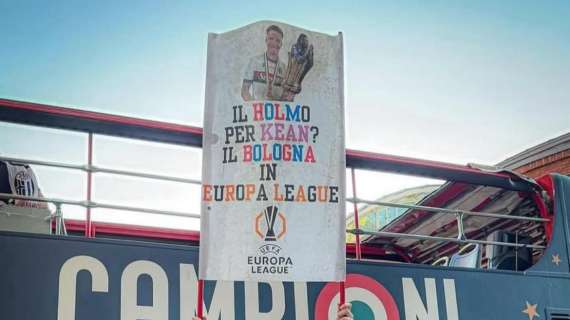 IL HOLMO
PER KEAN?
IL BOLOGNA
IN
EUROPA LEAGUE
UEFA
EUROPA
LEAGUE
CAMPIONI